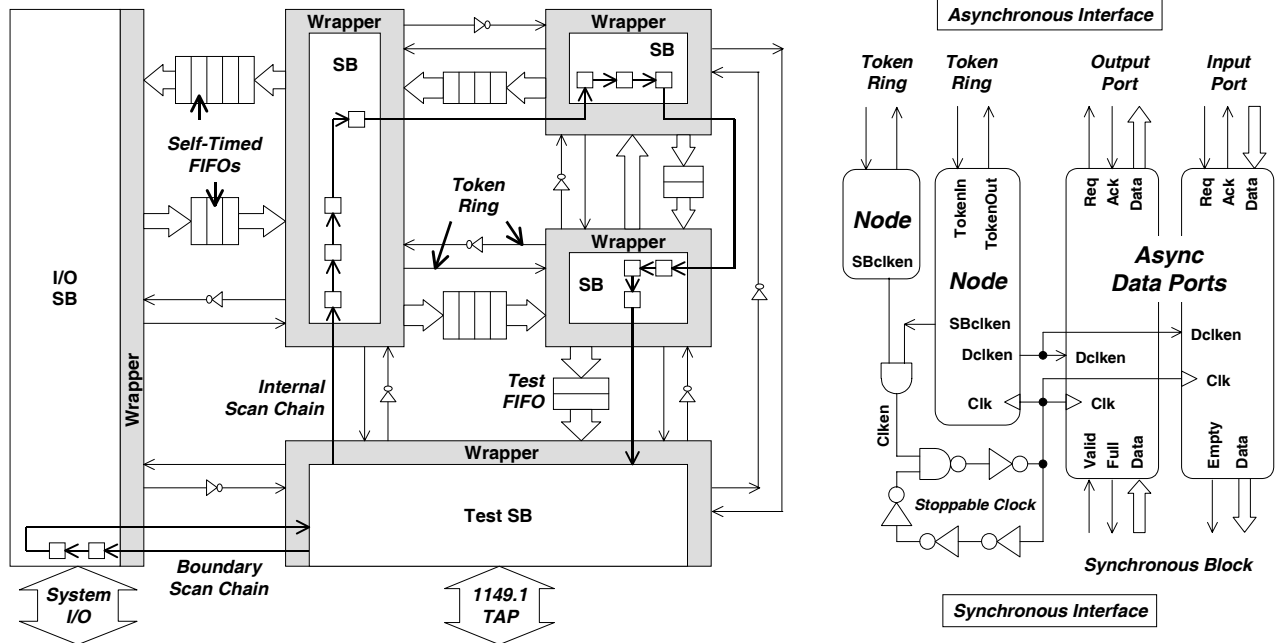 Wrapper
SB
Wrapper
SB
Self-Timed
FIFOs
Token
Ring
Wrapper
SB
I/O
SB
Wrapper
Internal
Scan Chain
Test
FIFO
Wrapper
Test SB
Boundary
Scan Chain
System
I/O
1149.1
TAP
Asynchronous Interface
Token
Ring
Token
Ring
Output
Port
Input
Port
Node
SBclken
TokenIn
TokenOut
Node
SBclken
Dclken
Clk
Req
Ack
Data
Req
Ack
Data
Async
Data Ports
Dclken
Clk
Dclken
Clk
Clken
Valid
Full
Data
Empty
Data
Stoppable Clock
Synchronous Block
Synchronous Interface